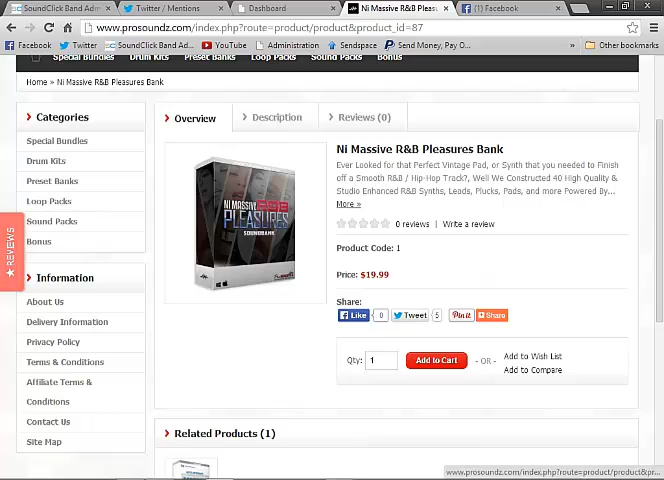 SoundClick Band Adm
Twitter / Mentions
Dashboard
Ni Massive R&B Pleasures
(1) Facebook
www.prosoundz.com/index.php?route=product/product&product_id=87
Facebook
Twitter
SoundClick Band Ad...
YouTube
Administration
Sendspace
Send Money, Pay O...
»
Other bookmarks
Special Bundles
Drum Kits
Preset Banks
Loop Packs
Sound Packs
Bonus
Home » Ni Massive R&B Pleasures Bank
Categories
Special Bundles
Drum Kits
Preset Banks
Loops Packs
Sound Packs
Bonus
★ REVIEWS
Information
About Us
Delivery Information
Privacy Policy
Terms & Conditions
Affiliate Terms &
Conditions
Contact Us
Site Map
Overview
Description
Reviews (0)
NI MASSIVE R&B
PLEASURES
SOUNDBANK
Ni Massive R&B Pleasures Bank
Ever Looked for that Perfect Vintage Pad, or Synth that you needed to Finish
off a Smooth R&B / Hip-Hop Track?, Well We Constructed 40 High Quality &
Studio Enhanced R&B Synths, Leads, Plucks, Pads, and more Powered By...
More »
0 reviews | Write a review
Product Code: 1
Price: $19.99
Share:
Like 0
Tweet 5
Pin it
Share
Qty: 1
Add to Cart
- OR -
Add to Wish List
Add to Compare
Related Products (1)
www.prosoundz.com/index.php?route=product/product&pr...